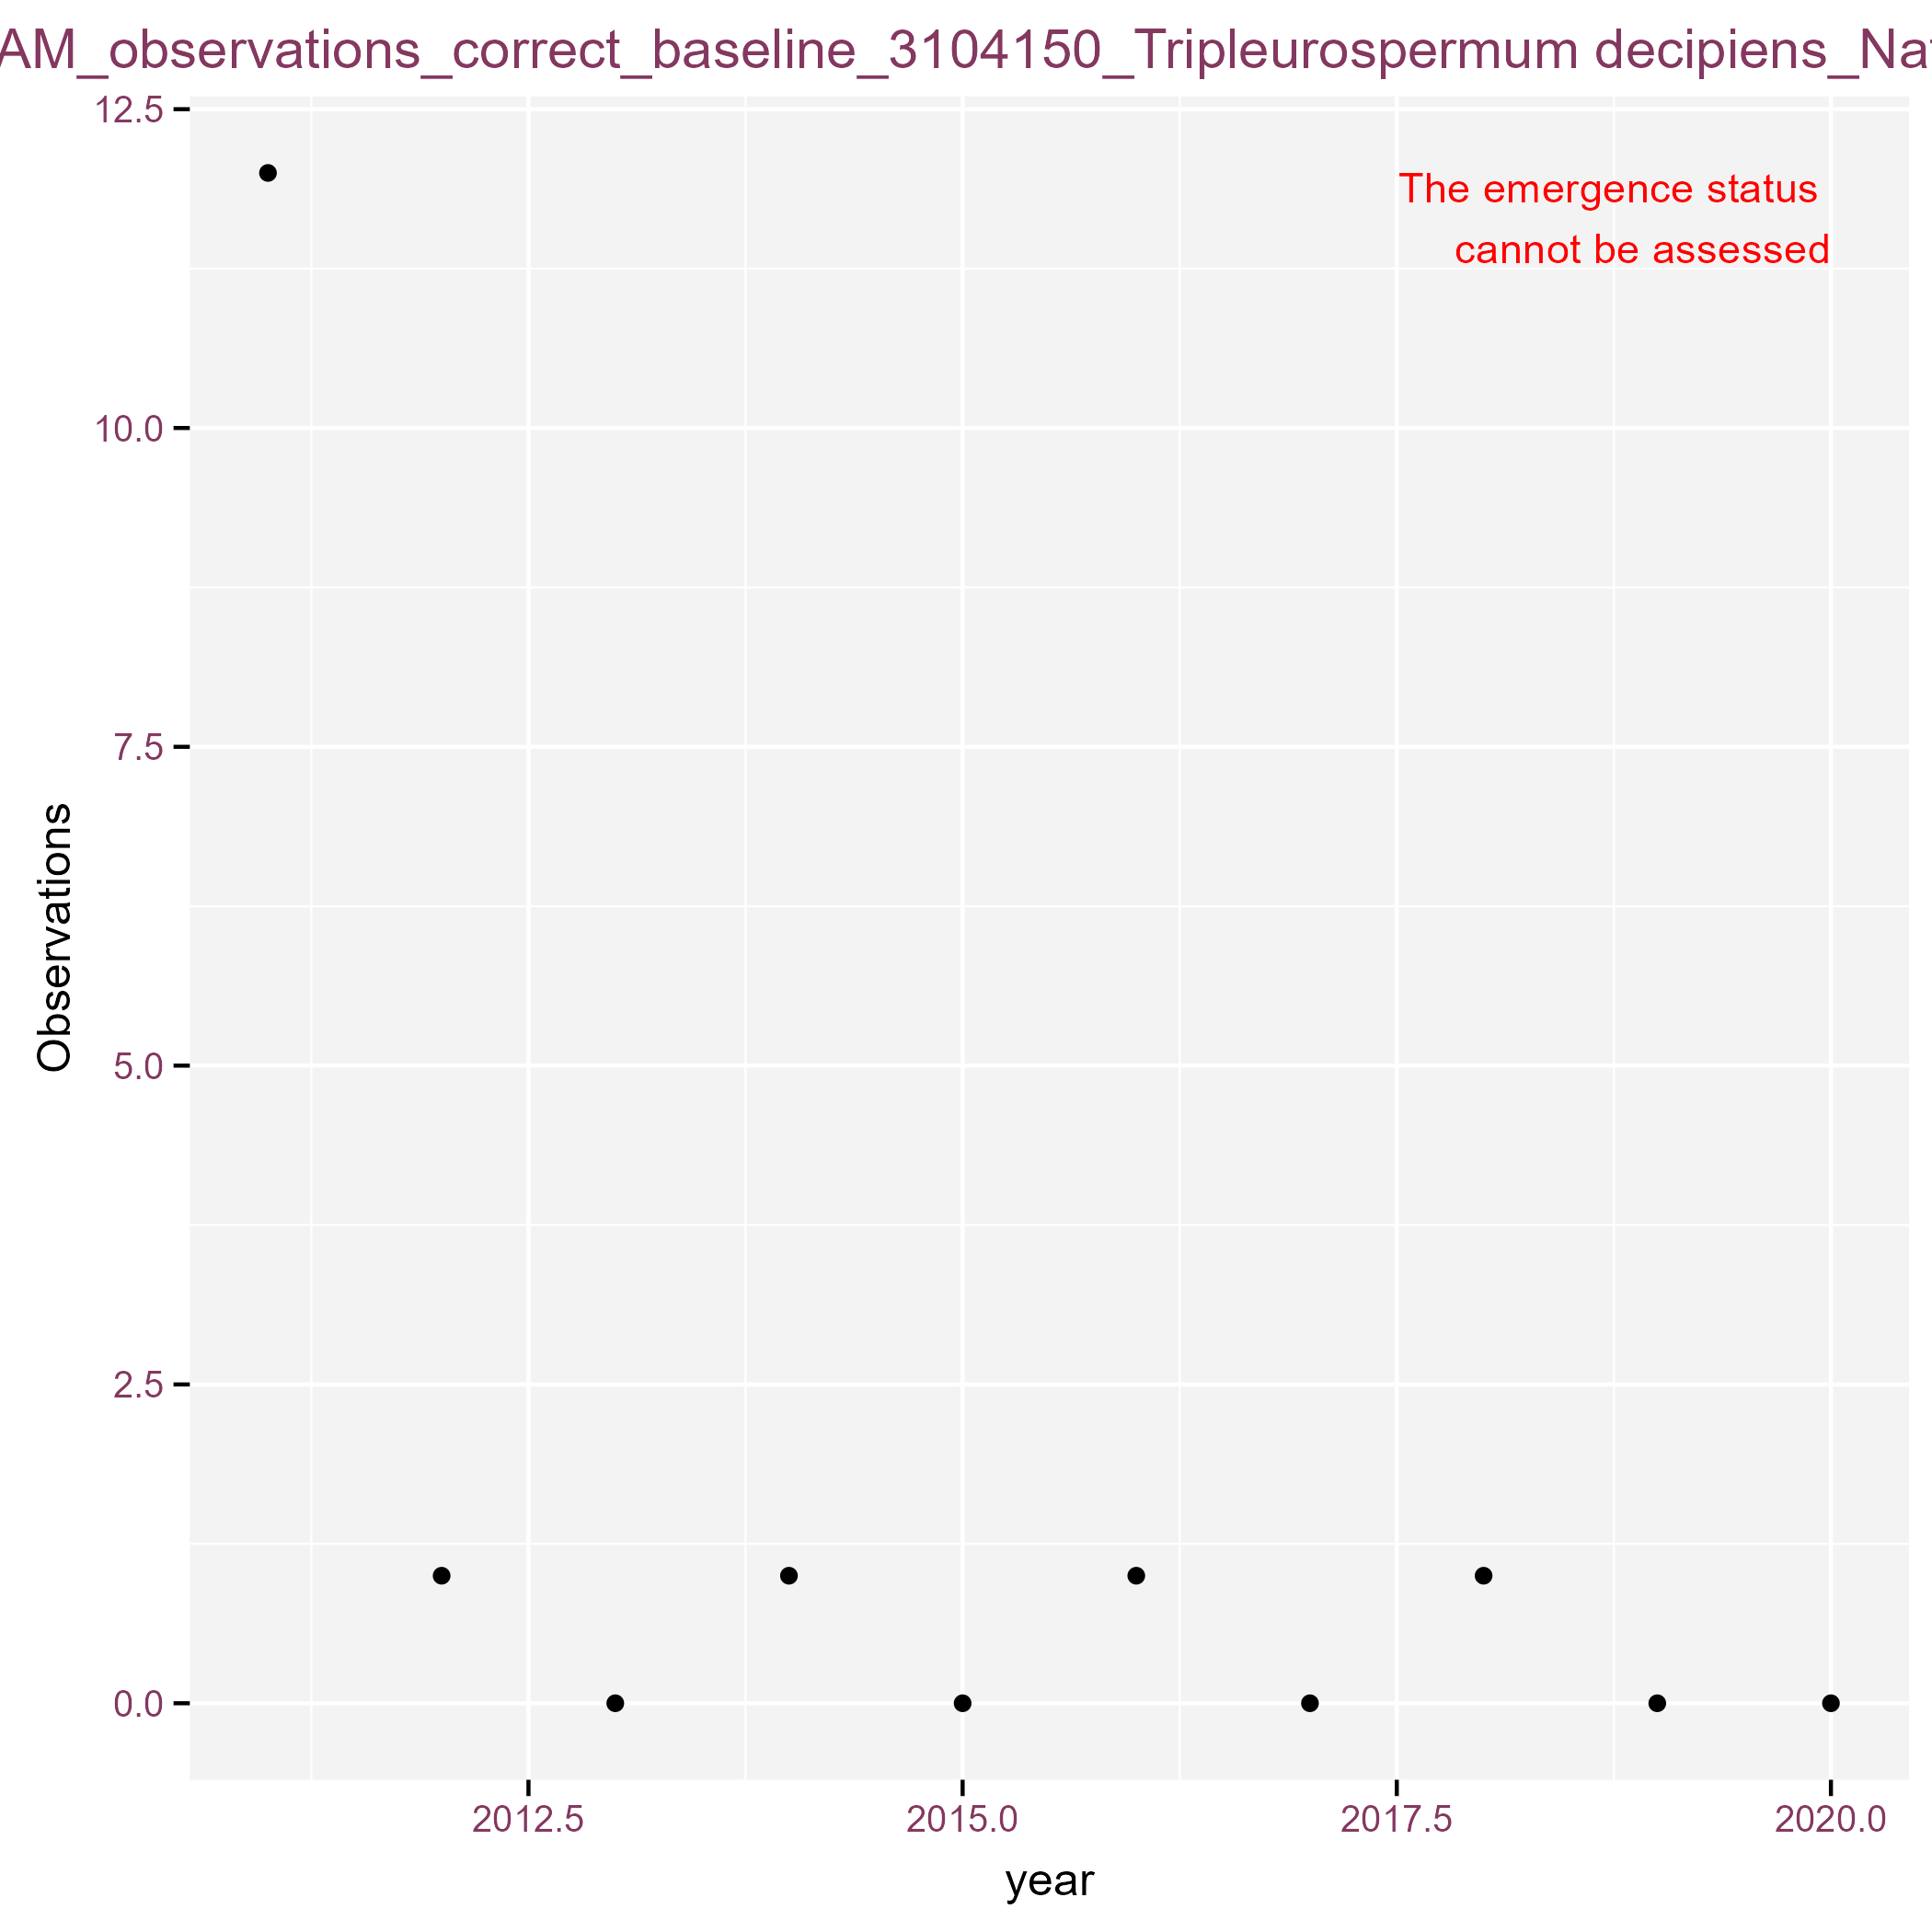 AM_observations_correct_baseline_3104150_Tripleurospermum decipiens_Na
12.5
The emergence status
cannot be assessed
10.0
7.5
Observations
5.0
2.5
0.0
2012.5 2015.0 2017.5 2020.0
year